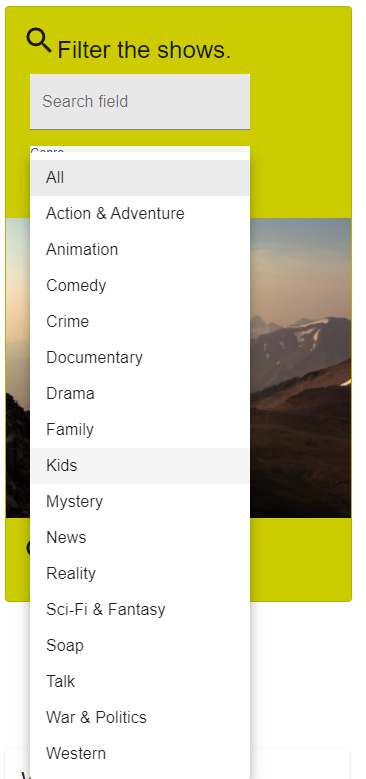 Filter the shows.
Search field
Genre
All
Action & Adventure
Animation
Comedy
Crime
Documentary
Drama
Family
Kids
Mystery
News
Reality
Sci-Fi & Fantasy
Soap
Talk
War & Politics
Western